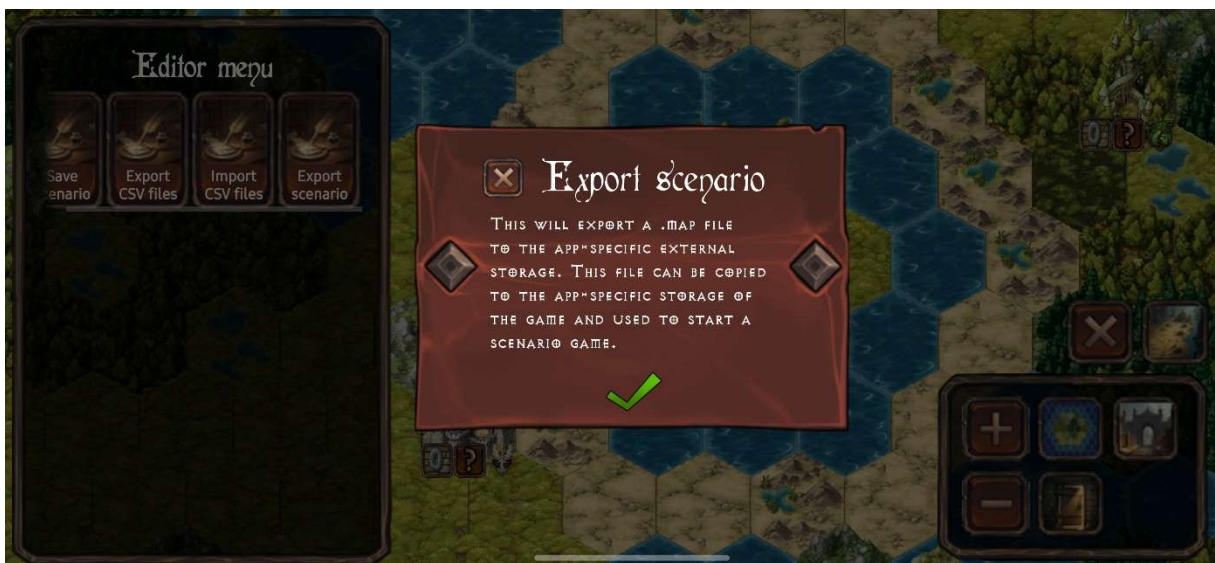 Editor menu
Save
enario
Export
CSV files
Import
CSV files
Export
scenario
Export scenario
This will export a .map file
to the app-specific external
storage. This file can be copied
to the app-specific storage of
the game and used to start a
scenario game.
0 ?
0 ?